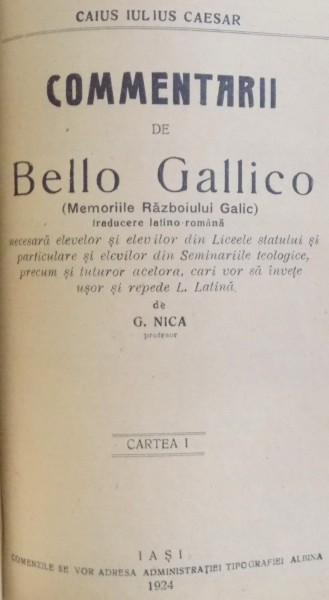 CAIUS IULIUS CAESAR
COMMENTARII
DE
Bello Gallico
(Memoriile Războiului Galic)
traducere latino-română
necesară elevelor și elevilor din Liceele statului și
particulare și elevilor din Seminariile teologice,
precum și tuturor acelora, cari vor să învețe
ușor și repede L. Latină.
de
G. NICA
profesor
CARTEA I
IAȘI
COMENZILE SE VOR ADRESA ADMINISTRAȚIEI TIPOGRAFIEI ALBINA
1924